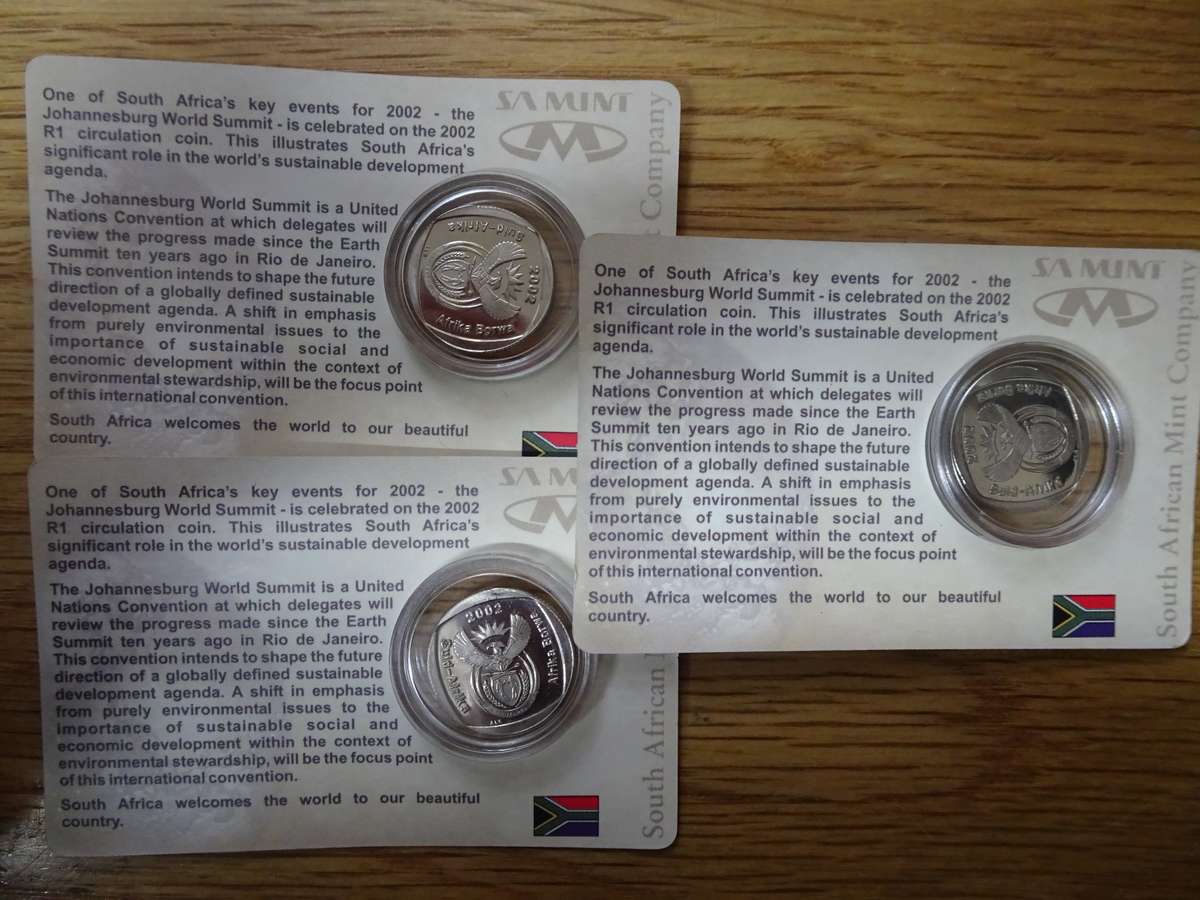 One of South Africa's key events for 2002 - the
Johannesburg World Summit - is celebrated on the 2002
R1 circulation coin. This illustrates South Africa's
significant role in the world's sustainable development
agenda.
The Johannesburg World Summit is a United
Nations Convention at which delegates will
review the progress made since the Earth
Summit ten years ago in Rio de Janeiro.
This convention intends to shape the future
direction of a globally defined sustainable
development agenda. A shift in emphasis
from purely environmental issues to the
importance of sustainable social and
economic development within the context of
environmental stewardship, will be the focus point
of this international convention.
South Africa welcomes the world to our beautiful
country.
SA MINT
Company
2002
Suid-Afrika
Afrika Borwa
One of South Africa's key events for 2002 - the
Johannesburg World Summit - is celebrated on the 2002
R1 circulation coin. This illustrates South Africa's
significant role in the world's sustainable development
agenda.
The Johannesburg World Summit is a United
Nations Convention at which delegates will
review the progress made since the Earth
Summit ten years ago in Rio de Janeiro.
This convention intends to shape the future
direction of a globally defined sustainable
development agenda. A shift in emphasis
from purely environmental issues to the
importance of sustainable social and
economic development within the context of
environmental stewardship, will be the focus point
of this international convention.
South Africa welcomes the world to our beautiful
country.
SA MINT
South African Mint Company
Afrika Borwa
Suid-Afrika
One of South Africa's key events for 2002 - the
Johannesburg World Summit - is celebrated on the 2002
R1 circulation coin. This illustrates South Africa's
significant role in the world's sustainable development
agenda.
The Johannesburg World Summit is a United
Nations Convention at which delegates will
review the progress made since the Earth
Summit ten years ago in Rio de Janeiro.
This convention intends to shape the future
direction of a globally defined sustainable
development agenda. A shift in emphasis
from purely environmental issues to the
importance of sustainable social and
economic development within the context of
environmental stewardship, will be the focus point
of this international convention.
South Africa welcomes the world to our beautiful
country.
SA MIN
South African
2002
Suid-Afrika
Afrika Borwa